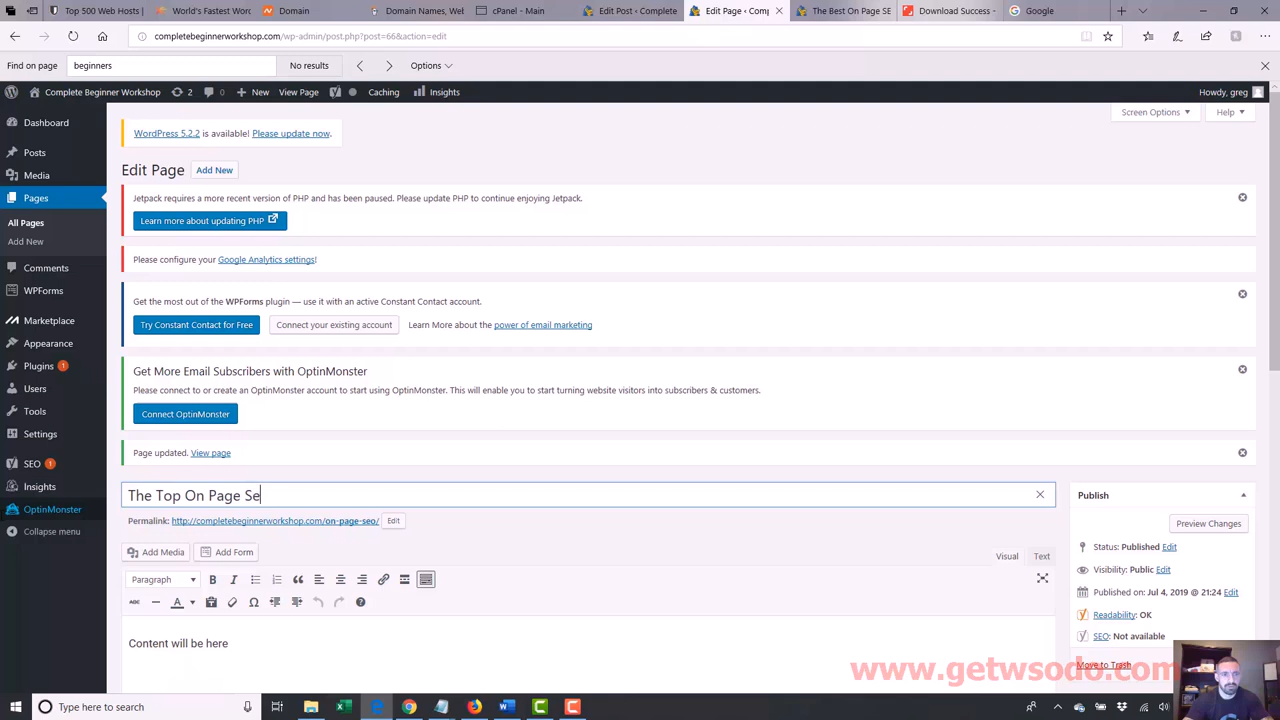 Top 500 Web Hosts
World's Fastest Wor
Domain
Domain Names, Web
cPanel - Main
Edit Post ‹ Complete
Edit Page ‹ Comp
The Best On Page SE
Download Success -
Google
completebeginnerworkshop.com/wp-admin/post.php?post=66&action=edit
Find on page beginners No results Options
Complete Beginner Workshop 2 0 New View Page Caching Insights Howdy, greg
Screen Options Help
Dashboard
Posts
Media
Pages
All Pages
Add New
Comments
WPForms
Marketplace
Appearance
Plugins 1
Users
Tools
Settings
SEO 1
Insights
OptinMonster
Collapse menu
WordPress 5.2.2 is available! Please update now.
Edit Page Add New
Jetpack requires a more recent version of PHP and has been paused. Please update PHP to continue enjoying Jetpack.
Learn more about updating PHP
Please configure your Google Analytics settings!
Get the most out of the WPForms plugin — use it with an active Constant Contact account.
Try Constant Contact for Free Connect your existing account Learn More about the power of email marketing
Get More Email Subscribers with OptinMonster
Please connect to or create an OptinMonster account to start using OptinMonster. This will enable you to start turning website visitors into subscribers & customers.
Connect OptinMonster
Page updated. View page
The Top On Page Se
Permalink: http://completebeginnerworkshop.com/on-page-seo/ Edit
Add Media Add Form Visual Text
Paragraph B I
ABC A
Content will be here
Publish
Preview Changes
Status: Published Edit
Visibility: Public Edit
Published on: Jul 4, 2019 @ 21:24 Edit
Readability: OK
SEO: Not available
Move to Trash
www.getwsodo.com
Type here to search